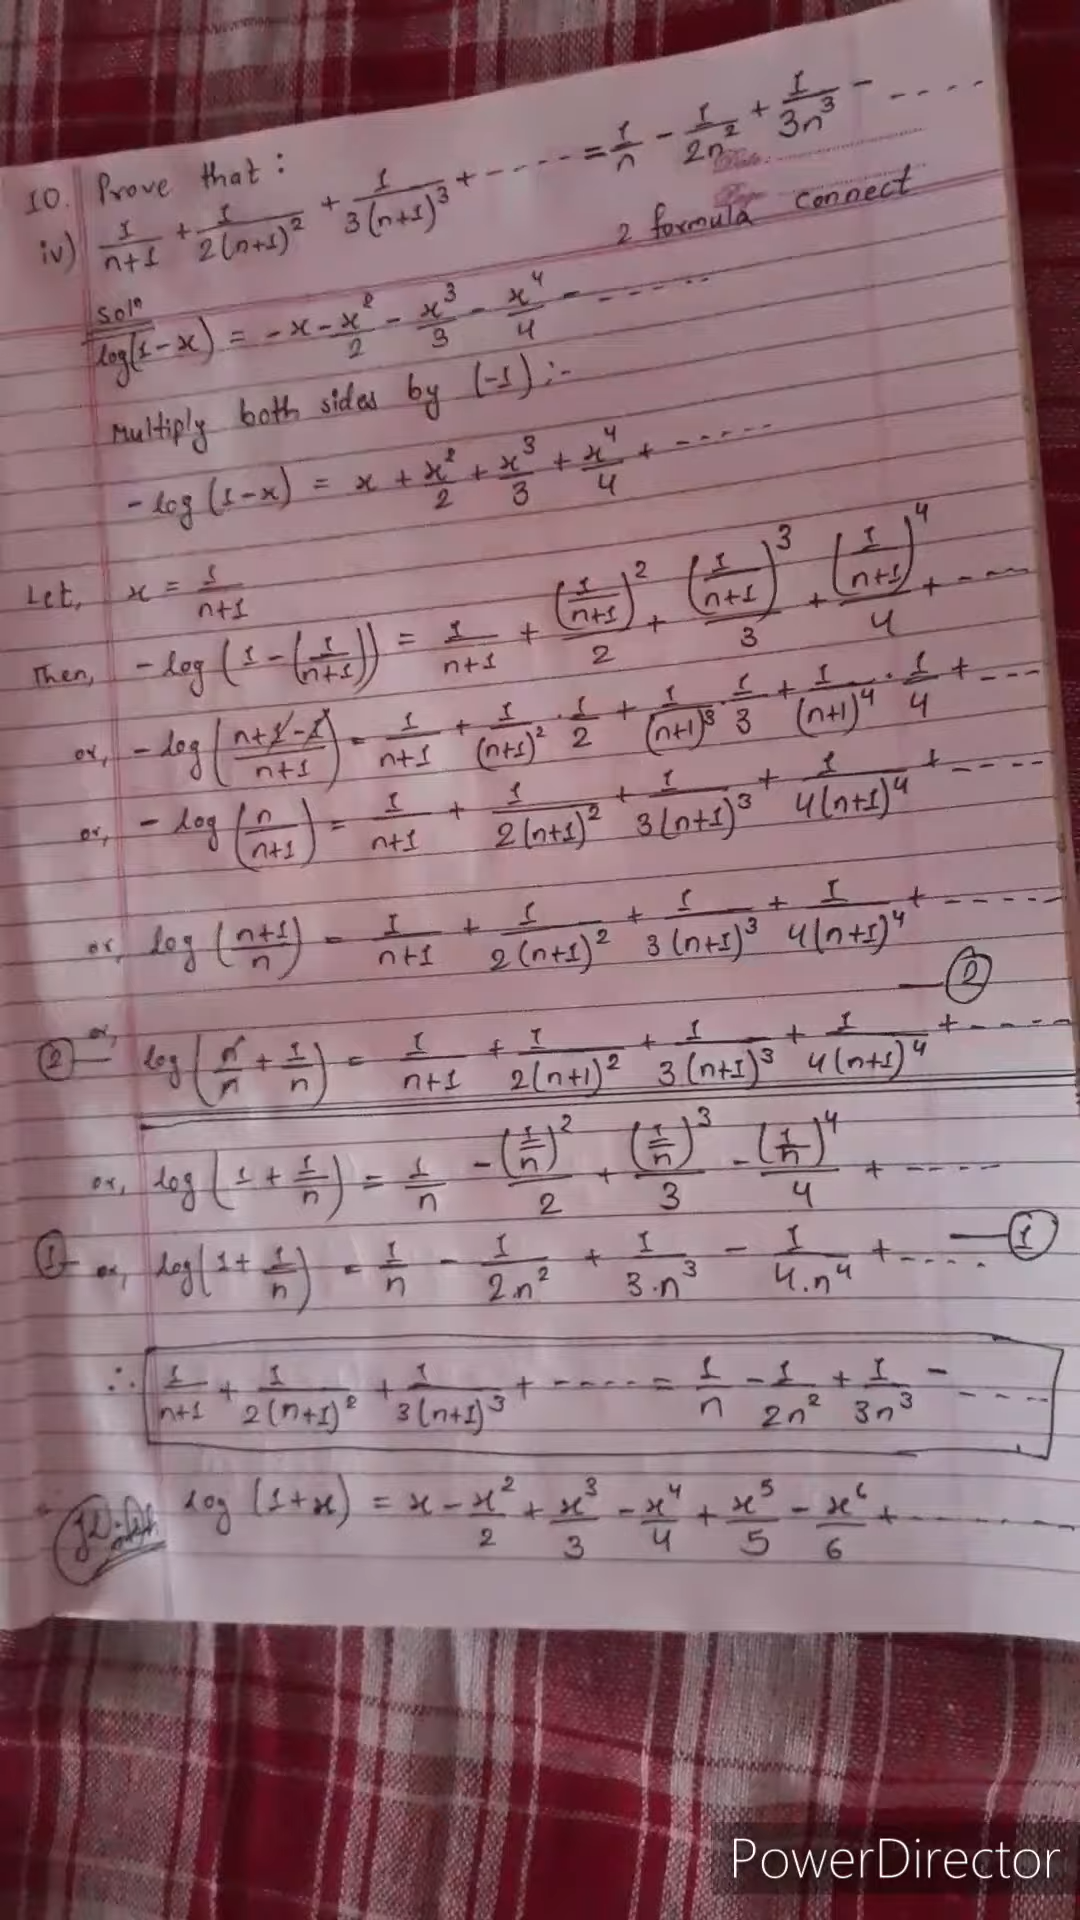 10. Prove that :
iv) 1/(n+1) + 1/2(n+1)² + 1/3(n+1)³ + ----- = 1/n - 1/2n² + 1/3n³ - ----
2 formula connect
Solⁿ
log(1-x) = -x - x²/2 - x³/3 - x⁴/4 - ------
Multiply both sides by (-1) :-
-log (1-x) = x + x²/2 + x³/3 + x⁴/4 + -----
Let, x = 1/(n+1)
Then, -log (1 - (1/(n+1))) = 1/(n+1) + (1/(n+1))²/2 + (1/(n+1))³/3 + (1/(n+1))⁴/4 + ----
or, -log ((n+1-1)/(n+1)) = 1/(n+1) + 1/(n+1)² · 1/2 + 1/(n+1)³ · 1/3 + 1/(n+1)⁴ · 1/4 + ----
or, -log (n/(n+1)) = 1/(n+1) + 1/2(n+1)² + 1/3(n+1)³ + 1/4(n+1)⁴ + ----
or, log ((n+1)/n) = 1/(n+1) + 1/2(n+1)² + 1/3(n+1)³ + 1/4(n+1)⁴ + -----
— ②
② — or, log (n/n + 1/n) = 1/(n+1) + 1/2(n+1)² + 1/3(n+1)³ + 1/4(n+1)⁴ + -----
or, log (1 + 1/n) = 1/n - (1/n)²/2 + (1/n)³/3 - (1/n)⁴/4 + ----
① - or, log(1 + 1/n) = 1/n - 1/2.n² + 1/3.n³ - 1/4.n⁴ + ---- — ①
∴ 1/(n+1) + 1/2(n+1)² + 1/3(n+1)³ + ----- = 1/n - 1/2n² + 1/3n³ - ----
log (1+x) = x - x²/2 + x³/3 - x⁴/4 + x⁵/5 - x⁶/6 + -------
PowerDirector